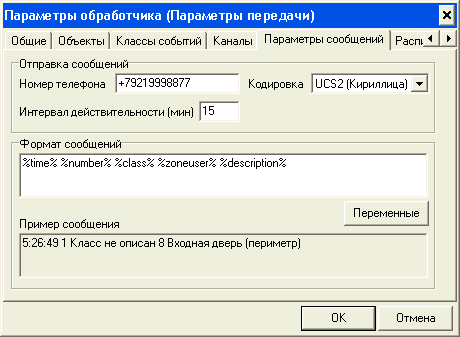 Параметры обработчика (Параметры передачи)
Общие Объекты Классы событий Каналы Параметры сообщений
Отправка сообщений
Номер телефона +79219998877 Кодировка UCS2 (Кириллица)
Интервал действительности (мин) 15
Формат сообщений
%time% %number% %class% %zoneuser% %description%
Переменные
Пример сообщения
5:26:49 1 Класс не описан 8 Входная дверь (периметр)
OK Отмена